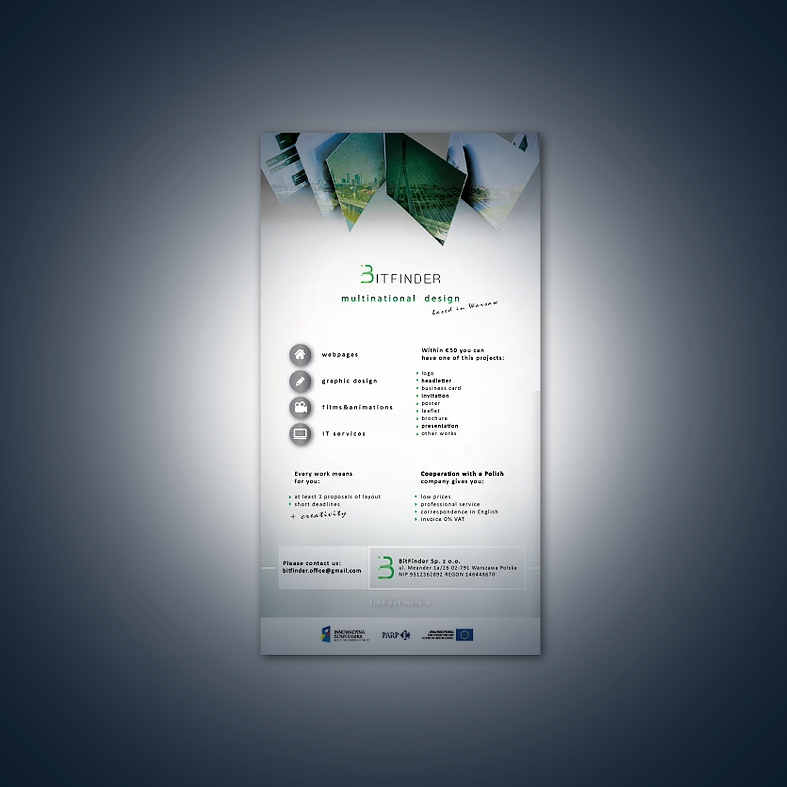 BITFINDER
multinational design
based in Warsaw
webpages
graphic design
films&animations
IT services
Within €50 you can
have one of this projects:
logo
headletter
business card
invitation
poster
leaflet
brochure
presentation
other works
Every work means
for you:
at least 3 proposals of layout
short deadlines
+ creativity
Cooperation with a Polish
company gives you:
low prices
professional service
correspondence in English
invoice 0% VAT
Please contact us:
bitfinder.office@gmail.com
BitFinder Sp. z o.o.
ul. Meander 1a/26 02-791 Warszawa Polska
NIP 9512362892 REGON 146448670
find out more
INNOWACYJNA
GOSPODARKA
PARP